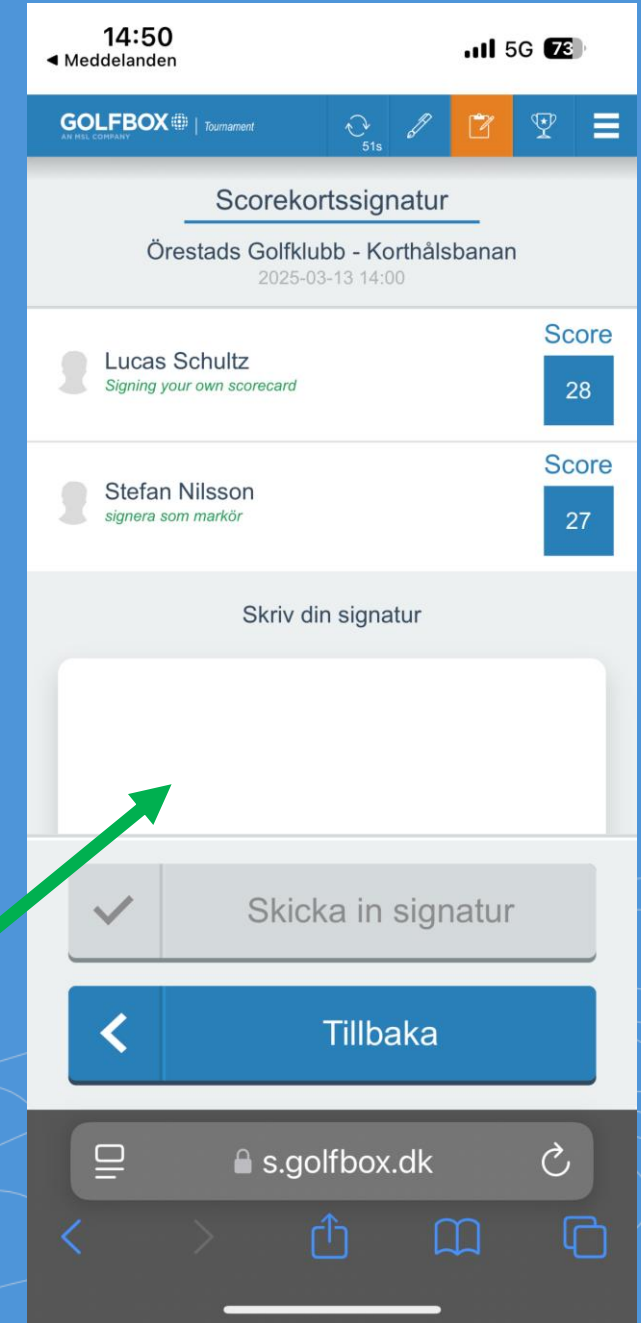 14:50
◀ Meddelanden
5G 73
GOLFBOX | Tournament
AN MSL COMPANY
51s
Scorekortssignatur
Örestads Golfklubb - Korthålsbanan
2025-03-13 14:00
Score
Lucas Schultz
Signing your own scorecard
28
Score
Stefan Nilsson
signera som markör
27
Skriv din signatur
Skicka in signatur
Tillbaka
s.golfbox.dk